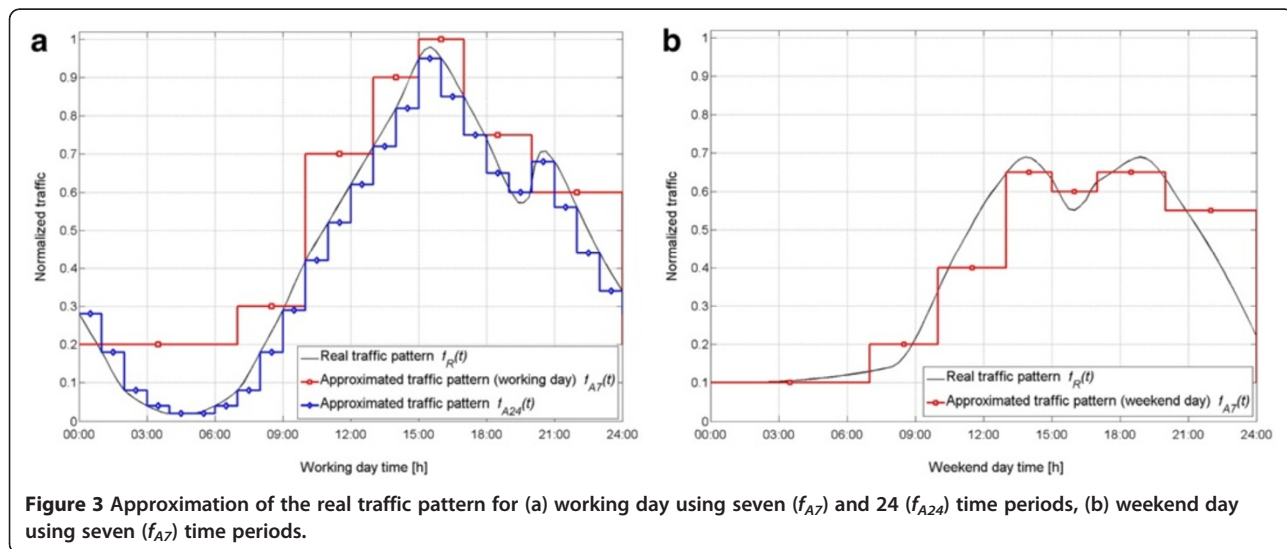 a
1
0.9
0.8
0.7
0.6
0.5
0.4
0.3
0.2
0.1
0
Normalized traffic
00:00 03:00 06:00 09:00 12:00 15:00 18:00 21:00 24:00
Working day time [h]
Real traffic pattern f_R(t)
Approximated traffic pattern (working day) f_A7(t)
Approximated traffic pattern f_A24(t)
b
1
0.9
0.8
0.7
0.6
0.5
0.4
0.3
0.2
0.1
0
Normalized traffic
00:00 03:00 06:00 09:00 12:00 15:00 18:00 21:00 24:00
Weekend day time [h]
Real traffic pattern f_R(t)
Approximated traffic pattern (weekend day) f_A7(t)
Figure 3 Approximation of the real traffic pattern for (a) working day using seven (f_A7) and 24 (f_A24) time periods, (b) weekend day
using seven (f_A7) time periods.